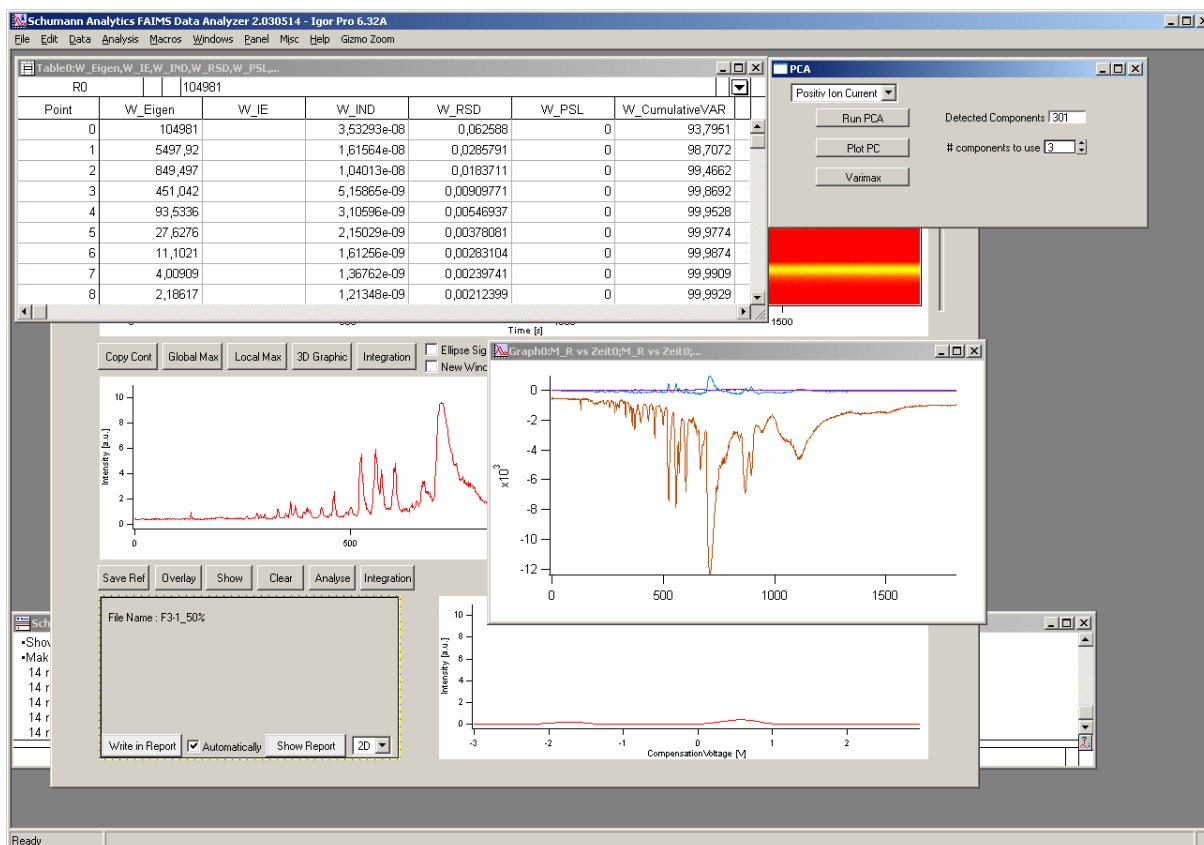 Schumann Analytics FAIMS Data Analyzer 2.030514 - Igor Pro 6.32A
File Edit Data Analysis Macros Windows Panel Misc Help Gizmo Zoom
Table0:W_Eigen,W_IE,W_IND,W_RSD,W_PSL,...
R0 104981
Point W_Eigen W_IE W_IND W_RSD W_PSL W_CumulativeVAR
0 104981 3,53293e-08 0,062588 0 93,7951
1 5497,92 1,61564e-08 0,0285791 0 98,7072
2 849,497 1,04013e-08 0,0183711 0 99,4662
3 451,042 5,15865e-09 0,00909771 0 99,8692
4 93,5336 3,10596e-09 0,00546937 0 99,9528
5 27,6276 2,15029e-09 0,00378081 0 99,9774
6 11,1021 1,61256e-09 0,00283104 0 99,9874
7 4,00909 1,36762e-09 0,00239741 0 99,9909
8 2,18617 1,21348e-09 0,00212399 0 99,9929
PCA
Positiv Ion Current
Run PCA Detected Components 301
Plot PC # components to use 3
Varimax
1500
Time [s]
Copy Cont Global Max Local Max 3D Graphic Integration Ellipse Sig
New Wind
Intensity [a.u.]
10
8
6
4
2
0
0 500
Graph0:M_R vs Zeit0;M_R vs Zeit0;...
x10³
0
-2
-4
-6
-8
-10
-12
0 500 1000 1500
Save Ref Overlay Show Clear Analyse Integration
File Name : F3-1_50%
Write in Report Automatically Show Report 2D
Intensity [a.u.]
10
8
6
4
2
0
-3 -2 -1 0 1 2
CompensationVoltage [V]
Sch
•Show
•Mak
14 r
14 r
14 r
14 r
14 r
Ready